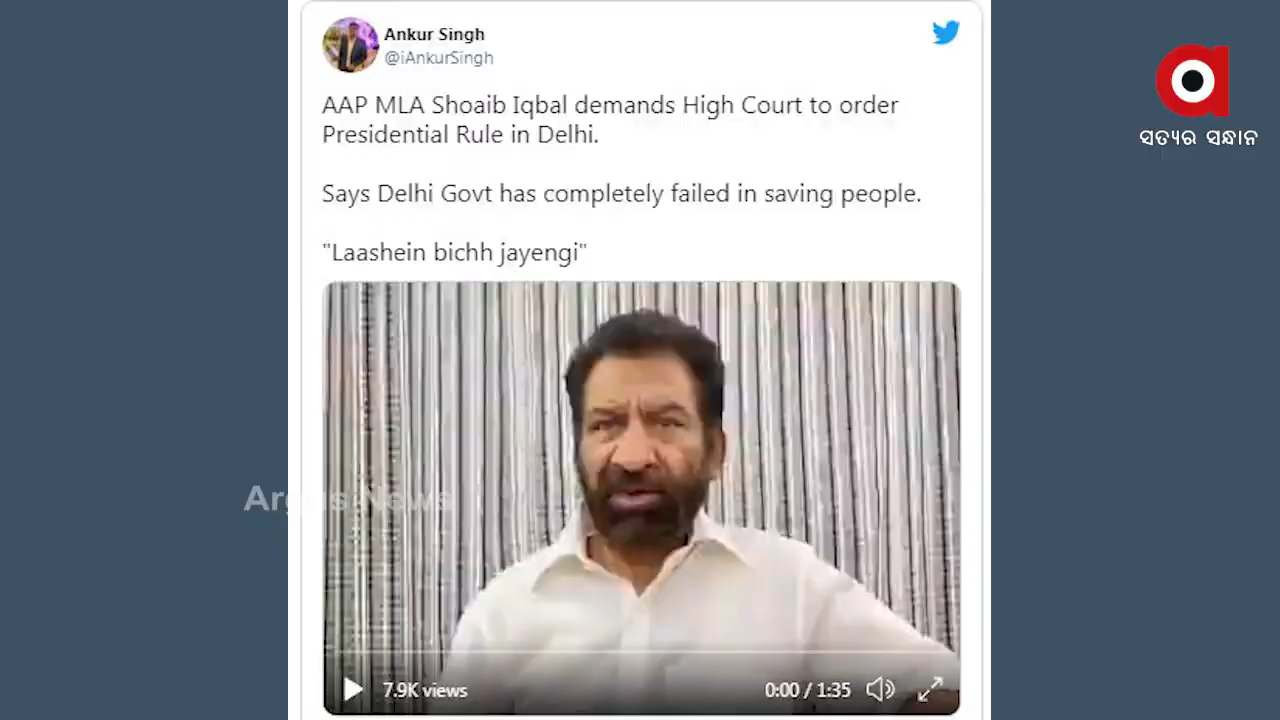 Ankur Singh
@iAnkurSingh
AAP MLA Shoaib Iqbal demands High Court to order
Presidential Rule in Delhi.
Says Delhi Govt has completely failed in saving people.
"Laashein bichh jayengi"
ସତ୍ୟର ସନ୍ଧାନ
Argus News
7.9K views
0:00 / 1:35